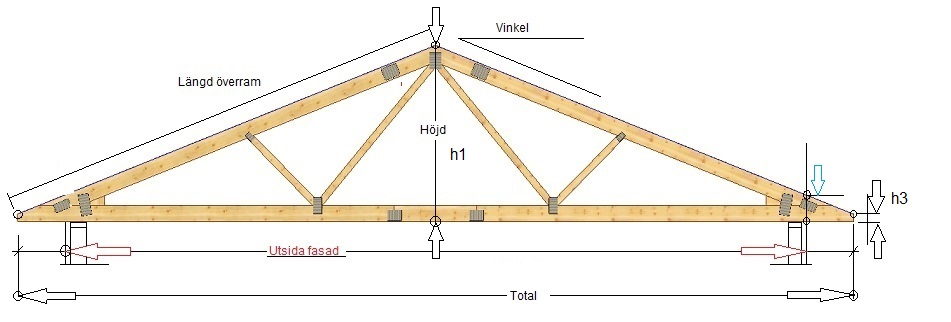 Vinkel
Längd överram
Höjd
h1
h3
Utsida fasad
Total